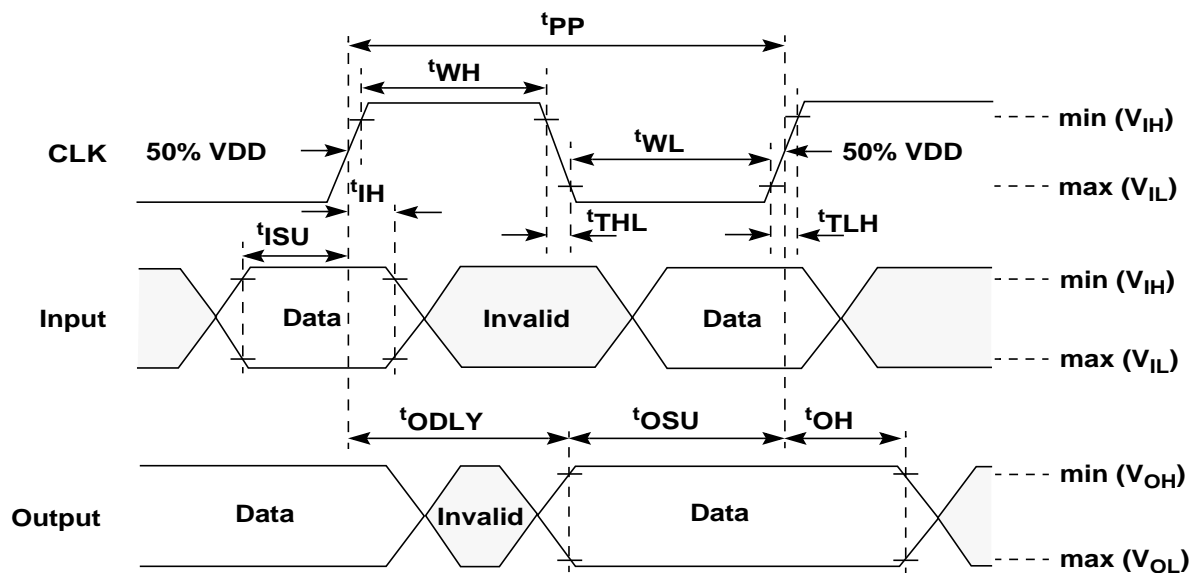 tPP
tWH
min (VIH)
CLK 50% VDD tWL 50% VDD
max (VIL)
tIH
tISU tTHL tTLH
min (VIH)
Input Data Invalid Data
max (VIL)
tODLY tOSU tOH
min (VOH)
Output Data Invalid Data
max (VOL)